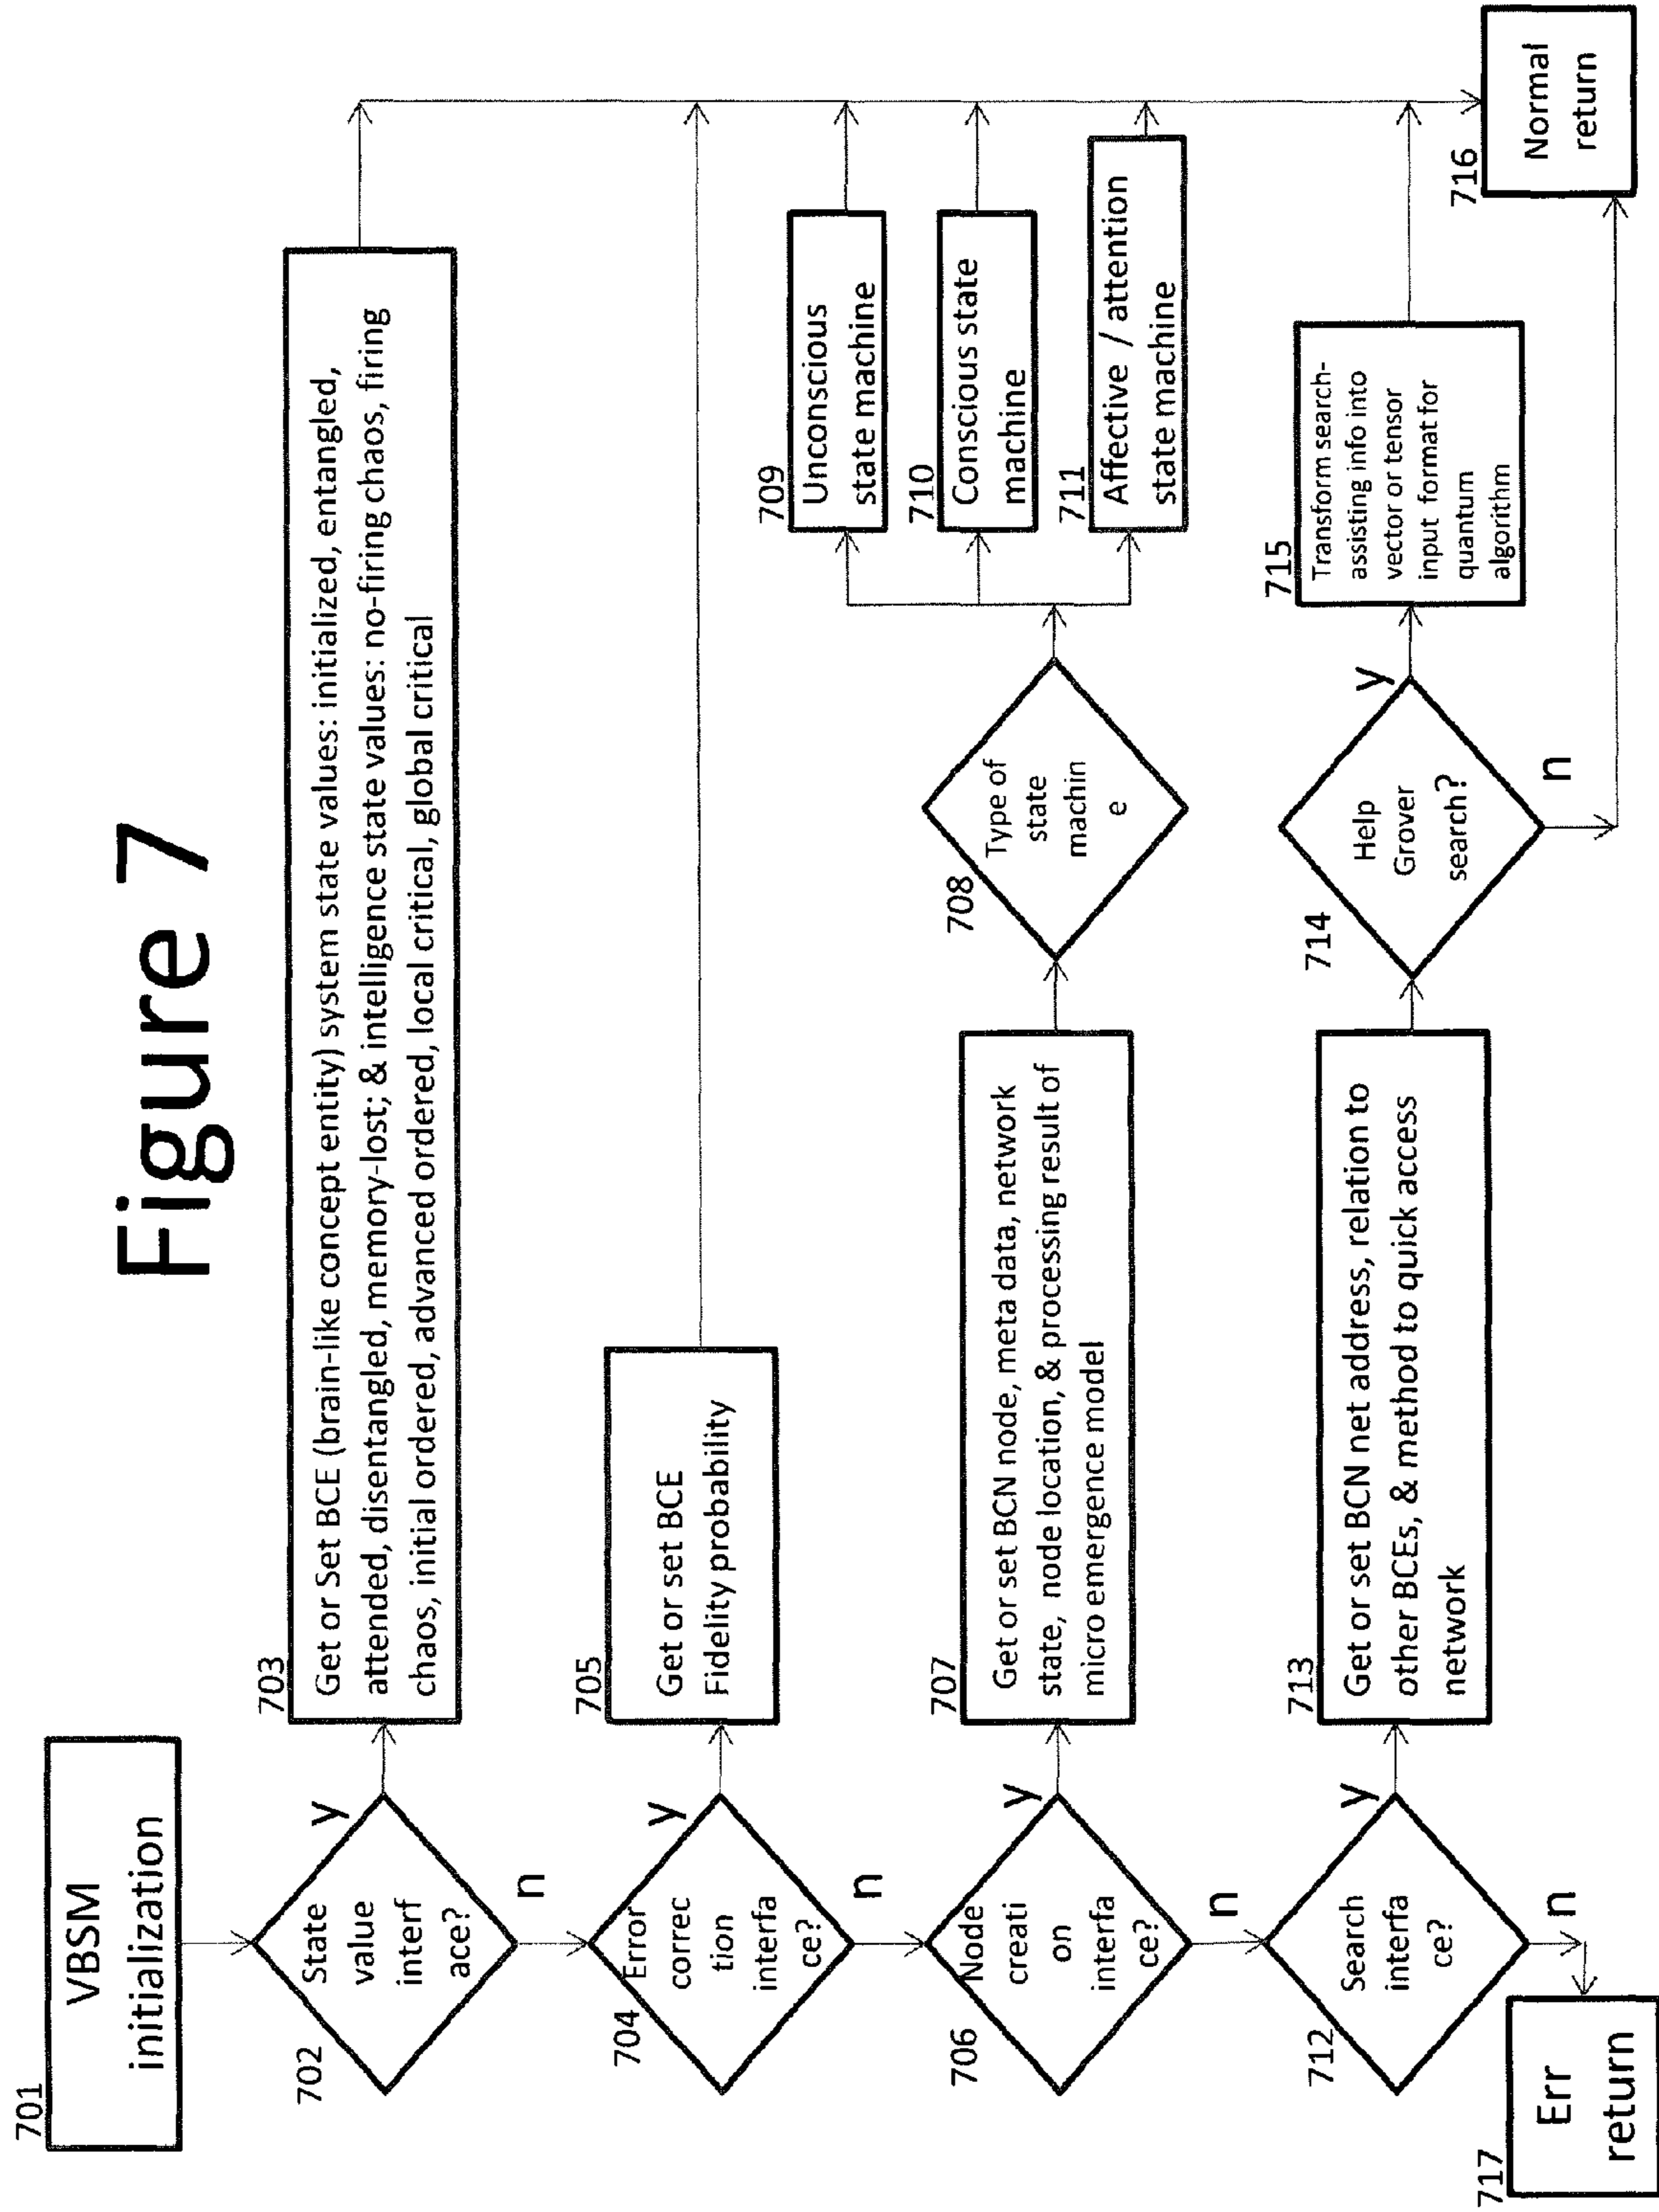 Figure 7
701
VBSM
initialization
702
State
value
interf
ace?
y
n
703
Get or Set BCE (brain-like concept entity) system state values: initialized, entangled,
attended, disentangled, memory-lost; & intelligence state values: no-firing chaos, firing
chaos, initial ordered, advanced ordered, local critical, global critical
704
Error
correc
tion
interfa
ce?
y
n
705
Get or set BCE
Fidelity probability
706
Node
creati
on
interfa
ce?
y
n
707
Get or set BCN node, meta data, network
state, node location, & processing result of
micro emergence model
708
Type of
state
machin
e
709
Unconscious
state machine
710
Conscious state
machine
711
Affective / attention
state machine
712
Search
interfa
ce?
y
n
713
Get or set BCN net address, relation to
other BCEs, & method to quick access
network
714
Help
Grover
search?
y
n
715
Transform search-
assisting info into
vector or tensor
input format for
quantum
algorithm
716
Normal
return
717
Err
return